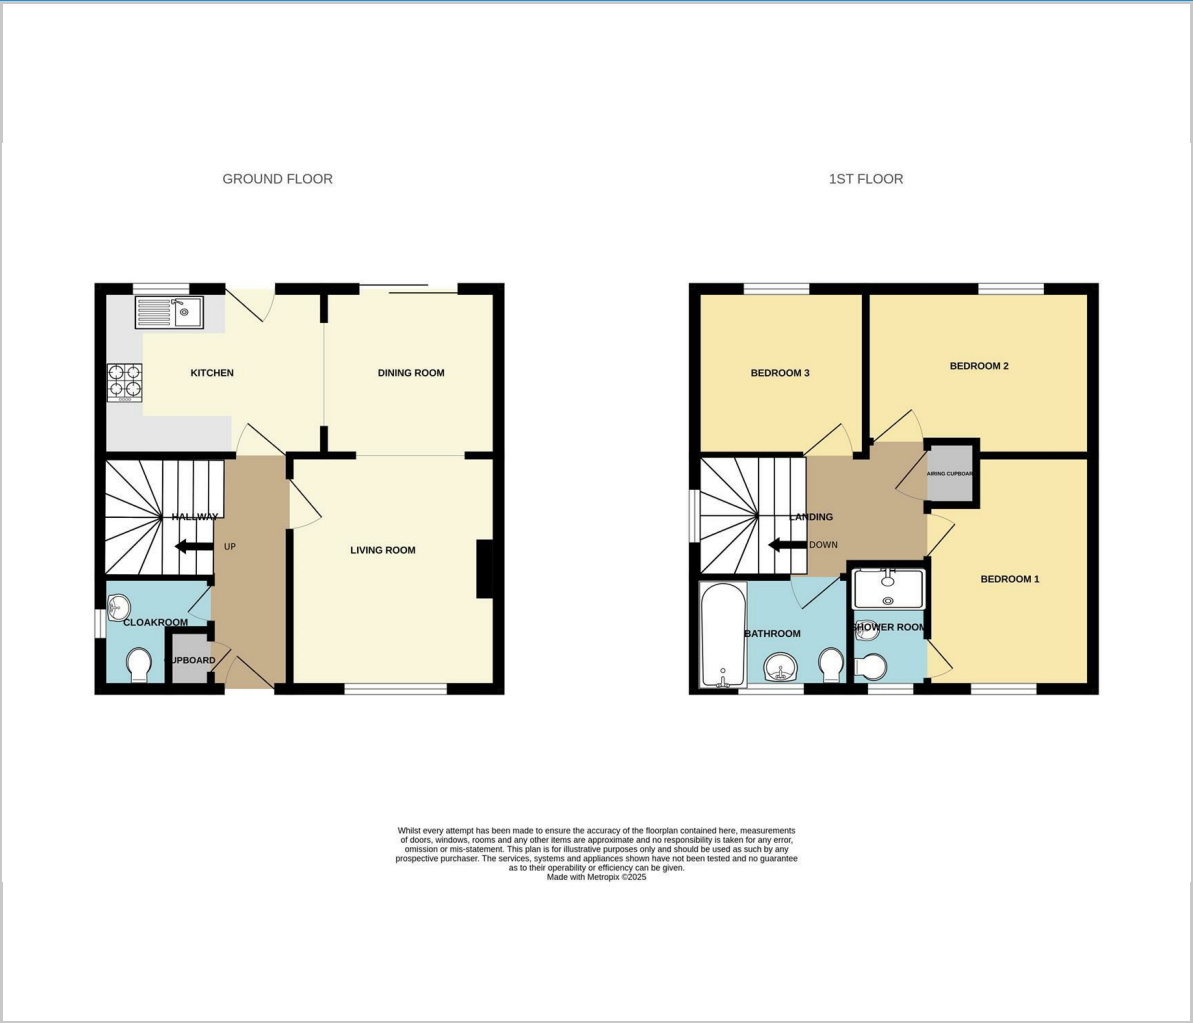 GROUND FLOOR
1ST FLOOR
KITCHEN
DINING ROOM
HALLWAY
UP
LIVING ROOM
CLOAKROOM
CUPBOARD
BEDROOM 3
BEDROOM 2
AIRING CUPBOARD
LANDING
DOWN
BEDROOM 1
BATHROOM
SHOWER ROOM
Whilst every attempt has been made to ensure the accuracy of the floorplan contained here, measurements
of doors, windows, rooms and any other items are approximate and no responsibility is taken for any error,
omission or mis-statement. This plan is for illustrative purposes only and should be used as such by any
prospective purchaser. The services, systems and appliances shown have not been tested and no guarantee
as to their operability or efficiency can be given.
Made with Metropix ©2025